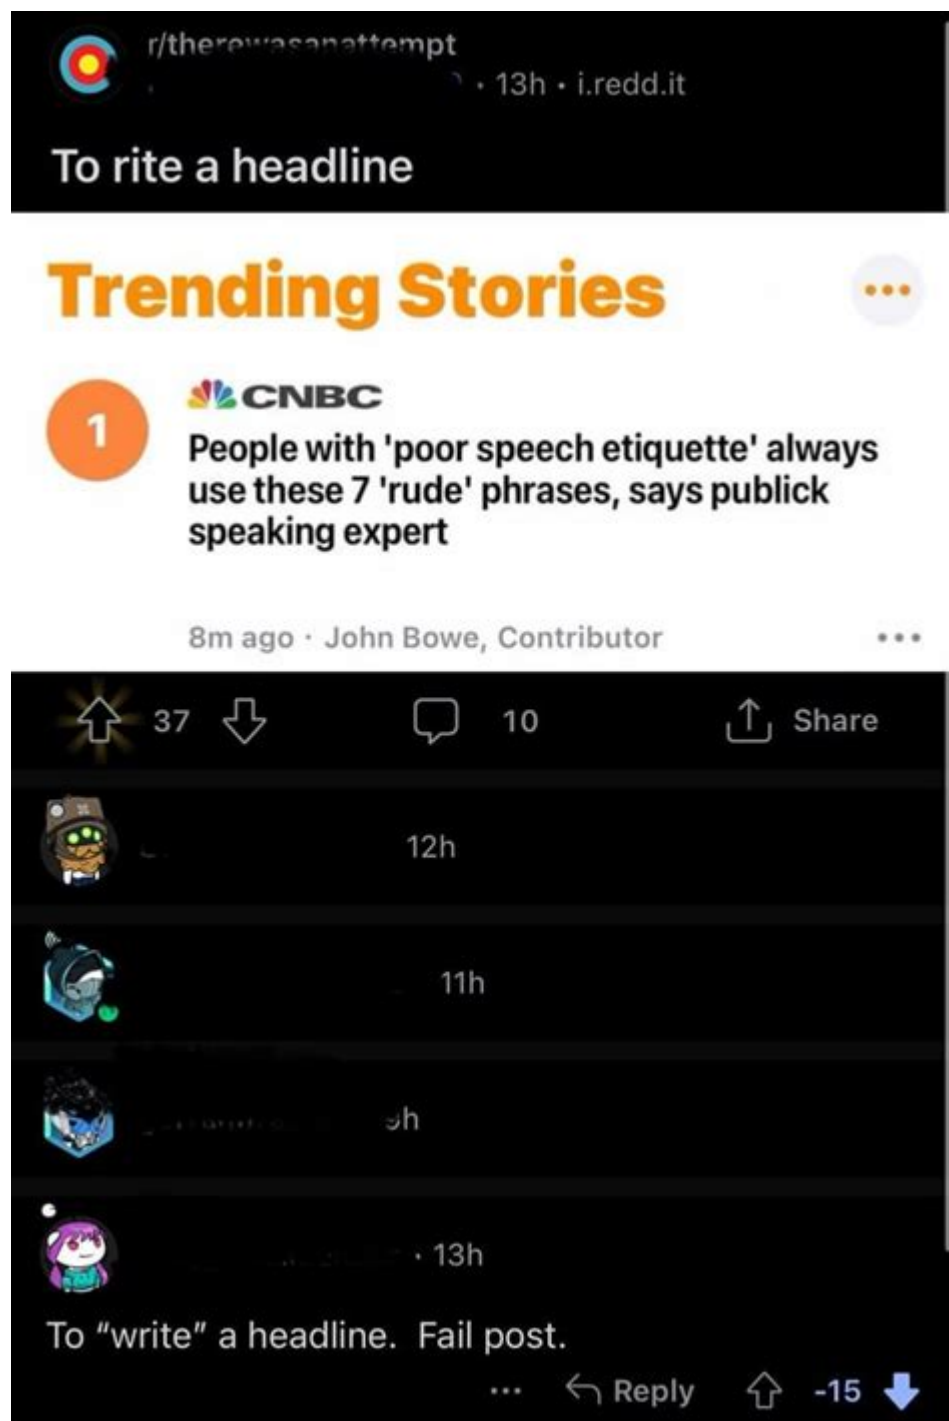 r/therewasanattempt
• 13h • i.redd.it
To rite a headline
Trending Stories
1
CNBC
People with 'poor speech etiquette' always
use these 7 'rude' phrases, says publick
speaking expert
8m ago · John Bowe, Contributor
37
10
Share
12h
11h
9h
• 13h
To “write” a headline.  Fail post.
Reply
-15